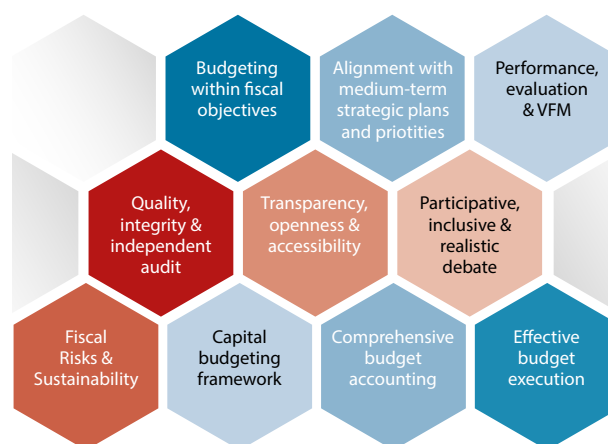 Budgeting
within fiscal
objectives
Alignment with
medium-term
strategic plans
and priotities
Performance,
evaluation
& VFM
Quality,
integrity &
independent
audit
Transparency,
openness &
accessibility
Participative,
inclusive &
realistic
debate
Fiscal
Risks &
Sustainability
Capital
budgeting
framework
Comprehensive
budget
accounting
Effective
budget
execution